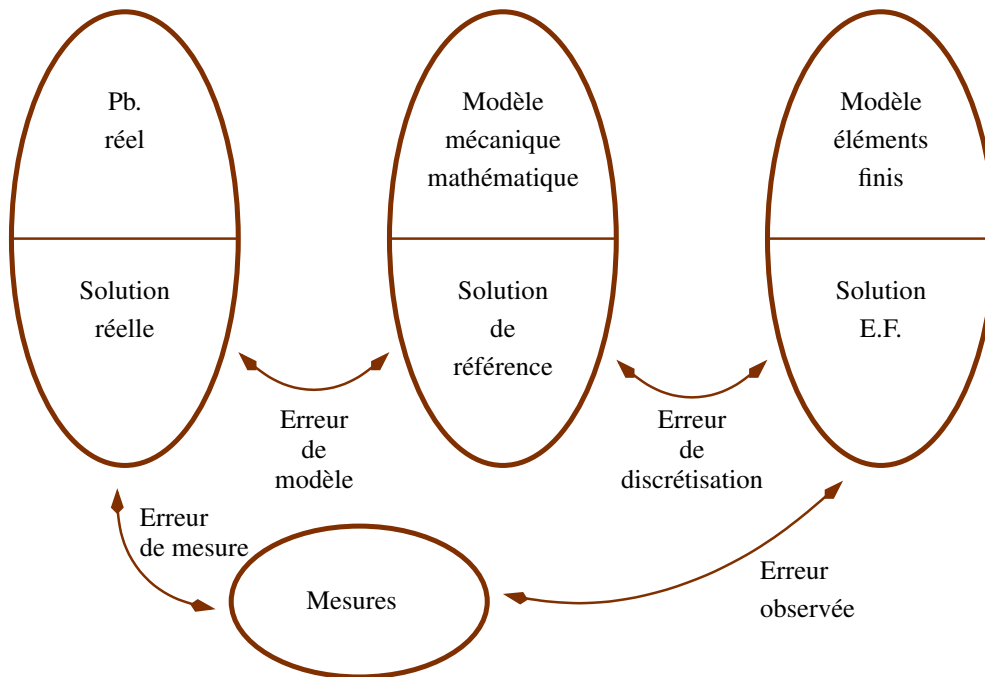 Pb.
réel
Solution
réelle
Modèle
mécanique
mathématique
Solution
de
référence
Modèle
éléments
finis
Solution
E.F.
Erreur
de
modèle
Erreur
de
discrétisation
Erreur
de mesure
Mesures
Erreur
observée